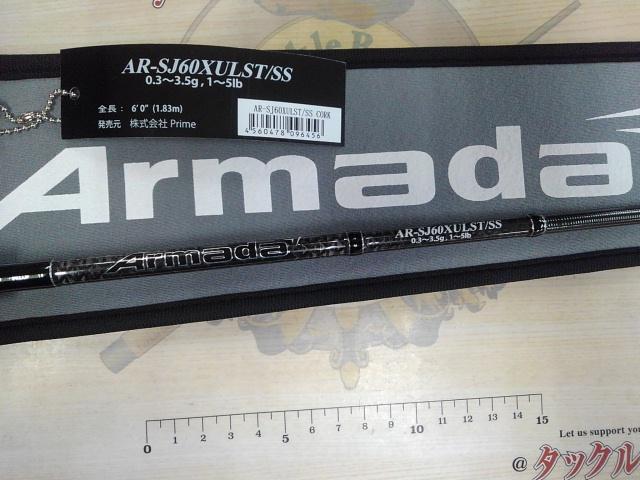 AR-SJ60XULST/SS
0.3～3.5g , 1～5lb
全長： 6' 0" (1.83m)
発売元 株式会社 Prime
AR-SJ60XULST/SS CORK
4560478096456
Armada
Armada
AR-SJ60XULST/SS
0.3～3.5g , 1～5lb
0 1 2 3 4 5 6 7 8 9 10 11 12 13 14 15
Let us support you
@タックル